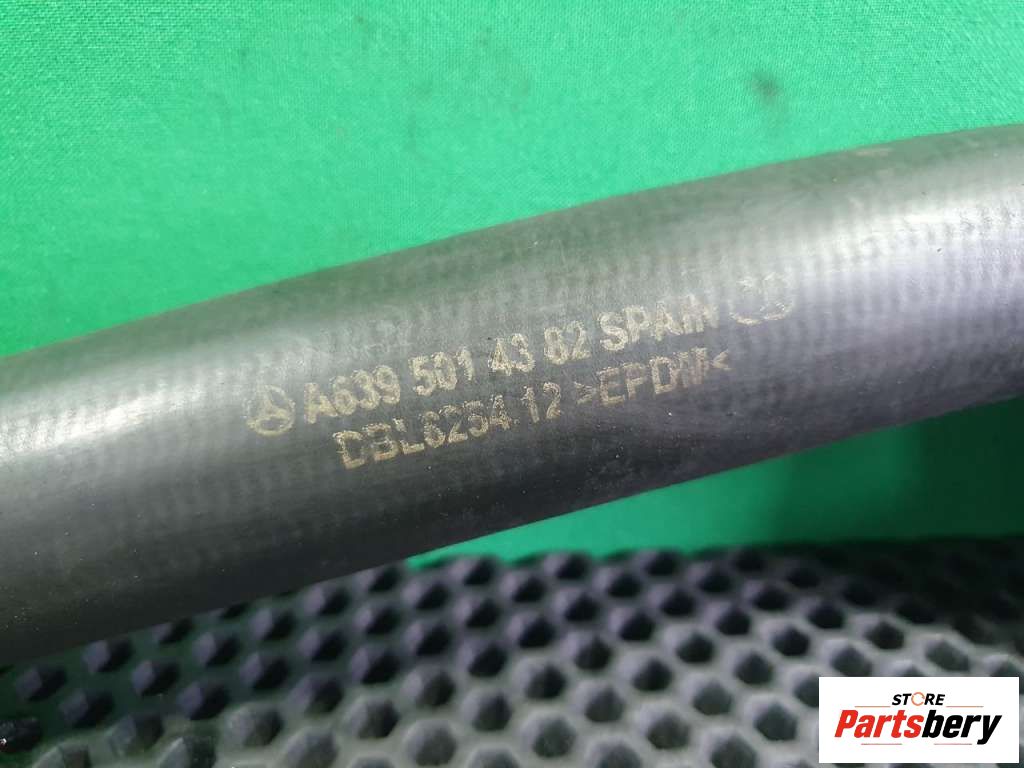 A639 501 43 82 SPAIN
DBL6254.12 >EPDM<
STORE
Partsbery